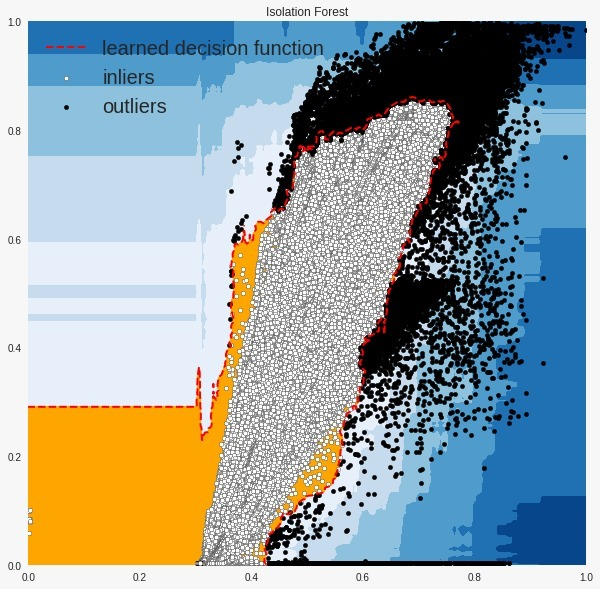 Isolation Forest
1.0
learned decision function
inliers
outliers
0.8
0.6
0.4
0.2
0.0
0.0 0.2 0.4 0.6 0.8 1.0